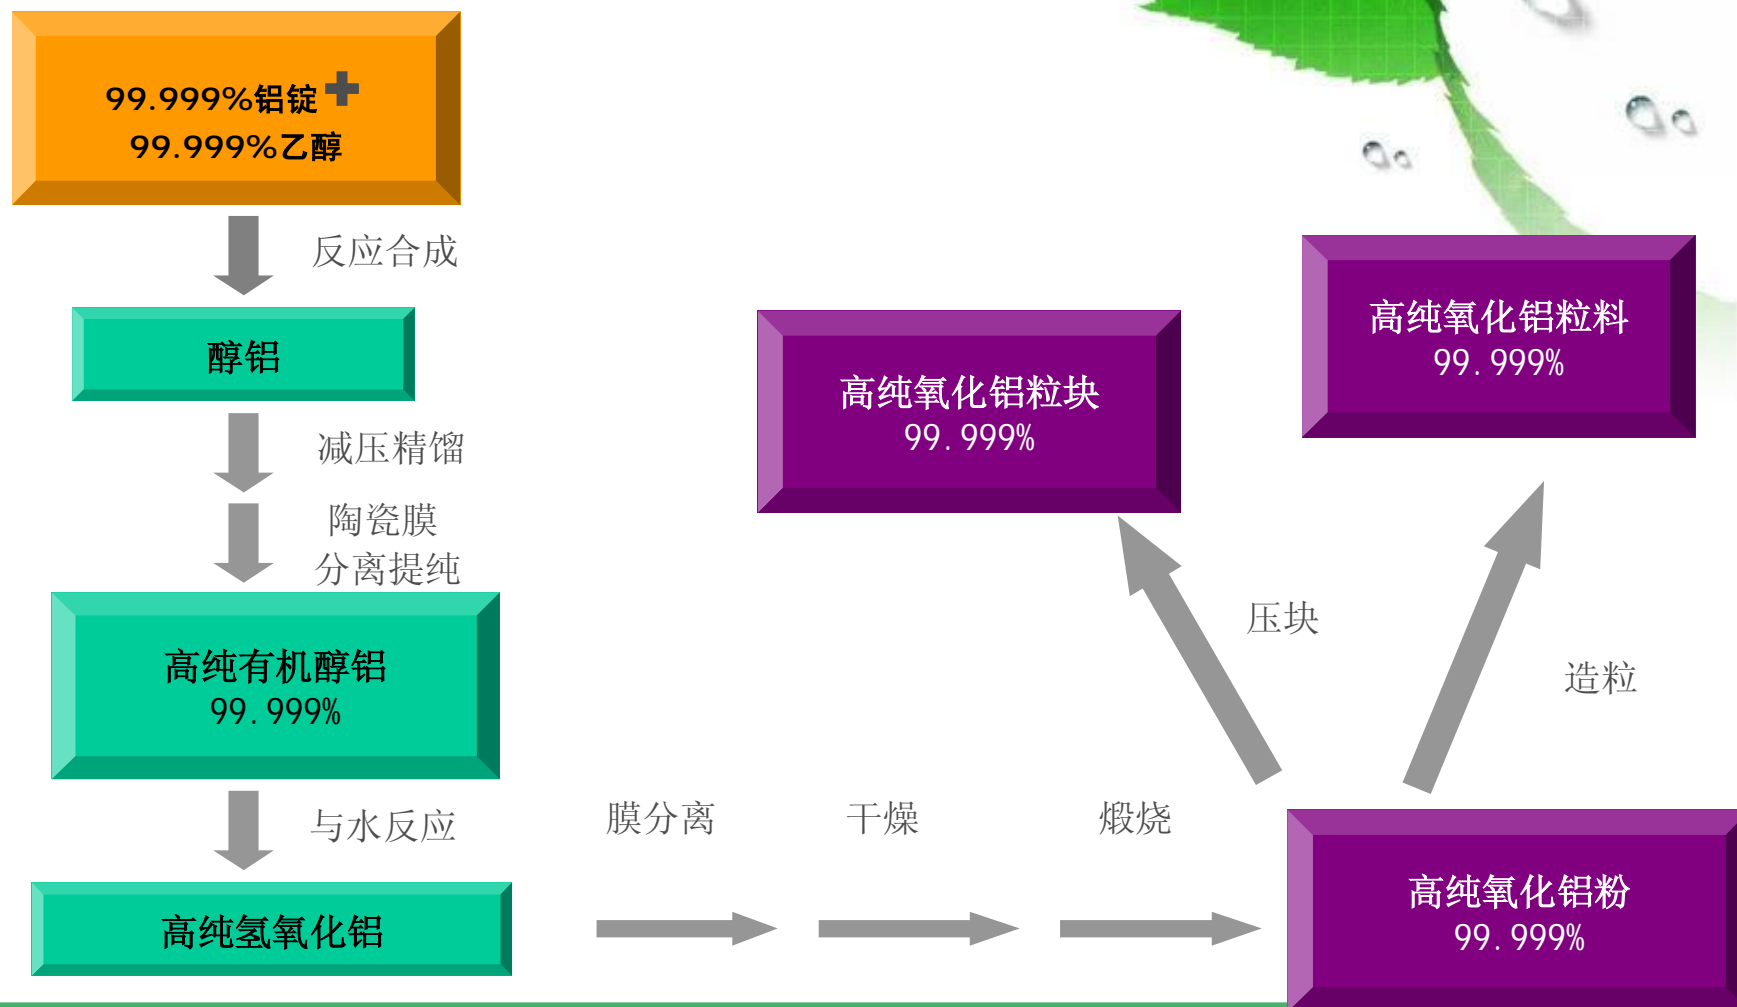 99.999%铝锭+
99.999%乙醇
反应合成
醇铝
减压精馏
陶瓷膜
分离提纯
高纯有机醇铝
99.999%
与水反应
高纯氢氧化铝
膜分离
干燥
煅烧
高纯氧化铝粉
99.999%
压块
高纯氧化铝粒块
99.999%
造粒
高纯氧化铝粒料
99.999%